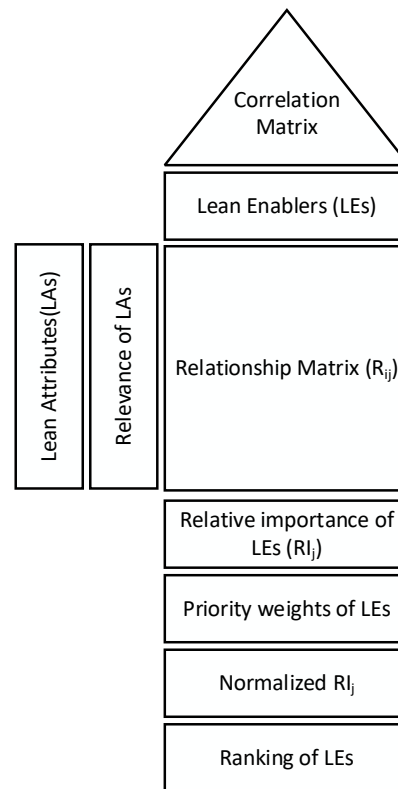 Correlation
Matrix
Lean Enablers (LEs)
Lean Attributes(LAs)
Relevance of LAs
Relationship Matrix (Rij)
Relative importance of
LEs (RIj)
Priority weights of LEs
Normalized RIj
Ranking of LEs